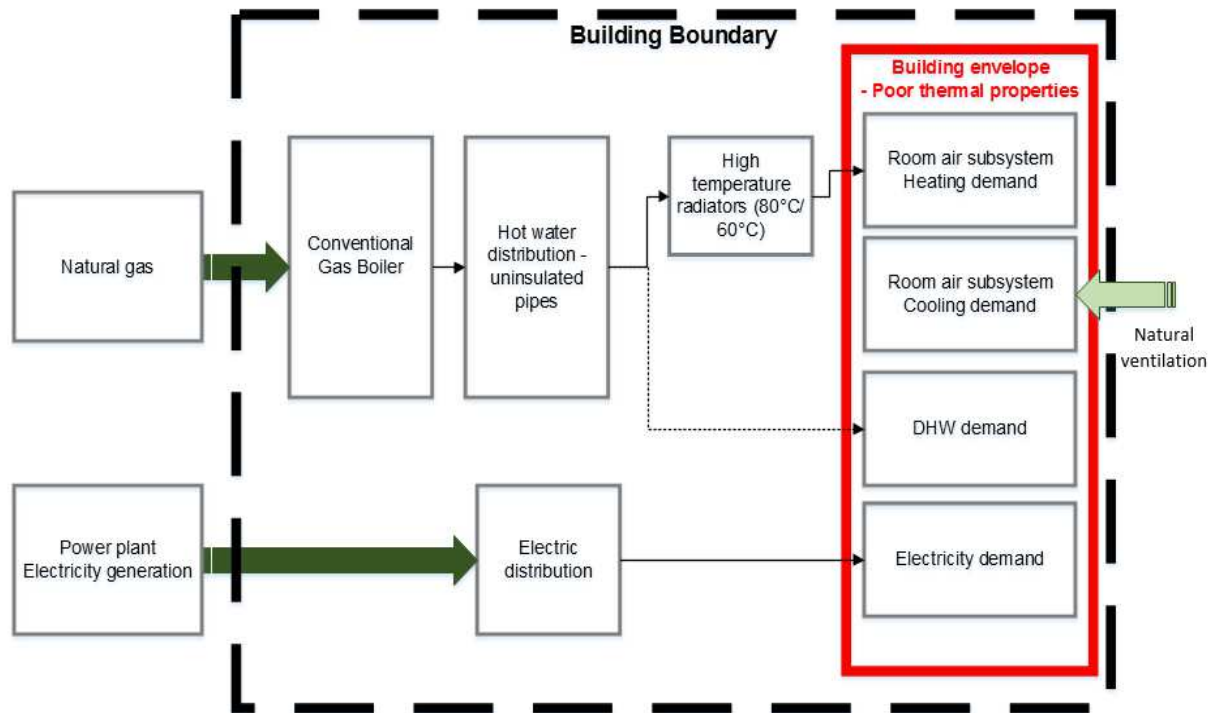 Building Boundary
Building envelope
- Poor thermal properties
Natural gas
Conventional
Gas Boiler
Hot water
distribution -
uninsulated
pipes
High
temperature
radiators (80°C/
60°C)
Room air subsystem
Heating demand
Room air subsystem
Cooling demand
Natural
ventilation
DHW demand
Power plant
Electricity generation
Electric
distribution
Electricity demand